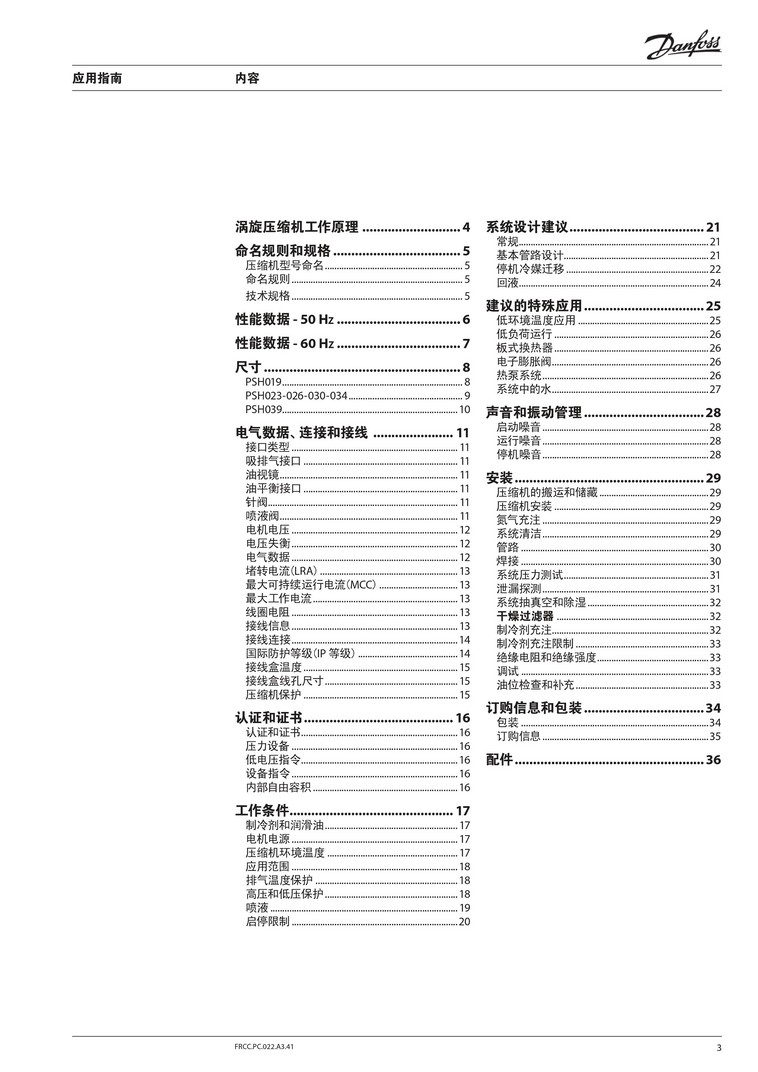 Danfoss
应用指南
内容
涡旋压缩机工作原理 ........................... 4
命名规则和规格 ................................... 5
压缩机型号命名 ................................................ 5
命名规则 ........................................................... 5
技术规格 ........................................................... 5
性能数据 - 50 Hz .................................. 6
性能数据 - 60 Hz .................................. 7
尺寸 ...................................................... 8
PSH019 ............................................................. 8
PSH023-026-030-034 ....................................... 9
PSH039 ........................................................... 10
电气数据、连接和接线 ...................... 11
接口类型 ......................................................... 11
吸排气接口 ..................................................... 11
油视镜 ............................................................. 11
油平衡接口 ..................................................... 11
针阀 ................................................................. 11
喷液阀 ............................................................. 11
电机电压 ......................................................... 12
电压失衡 ......................................................... 12
电气数据 ......................................................... 12
堵转电流(LRA) ............................................... 13
最大可持续运行电流(MCC) ........................... 13
最大工作电流 ................................................. 13
线圈电阻 ......................................................... 13
接线信息 ......................................................... 13
接线连接 ......................................................... 14
国际防护等级(IP 等级) .................................. 14
接线盒温度 ..................................................... 15
接线盒线孔尺寸 .............................................. 15
压缩机保护 ..................................................... 15
认证和证书 ......................................... 16
认证和证书 ..................................................... 16
压力设备 ......................................................... 16
低电压指令 ..................................................... 16
设备指令 ......................................................... 16
内部自由容积 ................................................. 16
工作条件 ............................................. 17
制冷剂和润滑油 .............................................. 17
电机电源 ......................................................... 17
压缩机环境温度 .............................................. 17
应用范围 ......................................................... 18
排气温度保护 ................................................. 18
高压和低压保护 .............................................. 18
喷液 ................................................................. 19
启停限制 ......................................................... 20
系统设计建议 ..................................... 21
常规 ................................................................. 21
基本管路设计 ................................................. 21
停机冷媒迁移 ................................................. 22
回液 ................................................................. 24
建议的特殊应用 ................................. 25
低环境温度应用 .............................................. 25
低负荷运行 ..................................................... 26
板式换热器 ..................................................... 26
电子膨胀阀 ..................................................... 26
热泵系统 ......................................................... 26
系统中的水 ..................................................... 27
声音和振动管理 ................................. 28
启动噪音 ......................................................... 28
运行噪音 ......................................................... 28
停机噪音 ......................................................... 28
安装 .................................................... 29
压缩机的搬运和储藏 ....................................... 29
压缩机安装 ..................................................... 29
氮气充注 ......................................................... 29
系统清洁 ......................................................... 29
管路 ................................................................. 30
焊接 ................................................................. 30
系统压力测试 ................................................. 31
泄漏探测 ......................................................... 31
系统抽真空和除湿 .......................................... 32
干燥过滤器 ..................................................... 32
制冷剂充注 ..................................................... 32
制冷剂充注限制 .............................................. 33
绝缘电阻和绝缘强度 ....................................... 33
调试 ................................................................. 33
油位检查和补充 .............................................. 33
订购信息和包装 ................................. 34
包装 ................................................................. 34
订购信息 ......................................................... 35
配件 .................................................... 36
FRCC.PC.022.A3.41
3